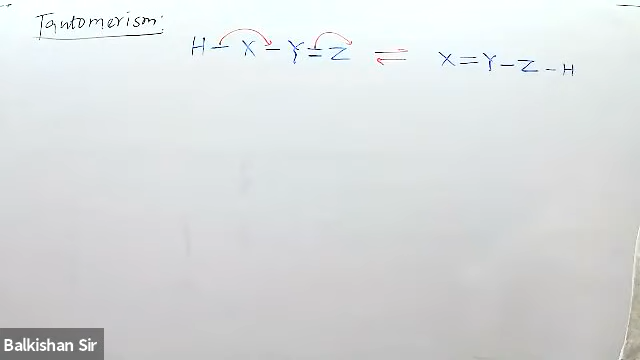 Tautomerism:
H - X - Y = Z ⇌ X = Y - Z - H
Balkishan Sir